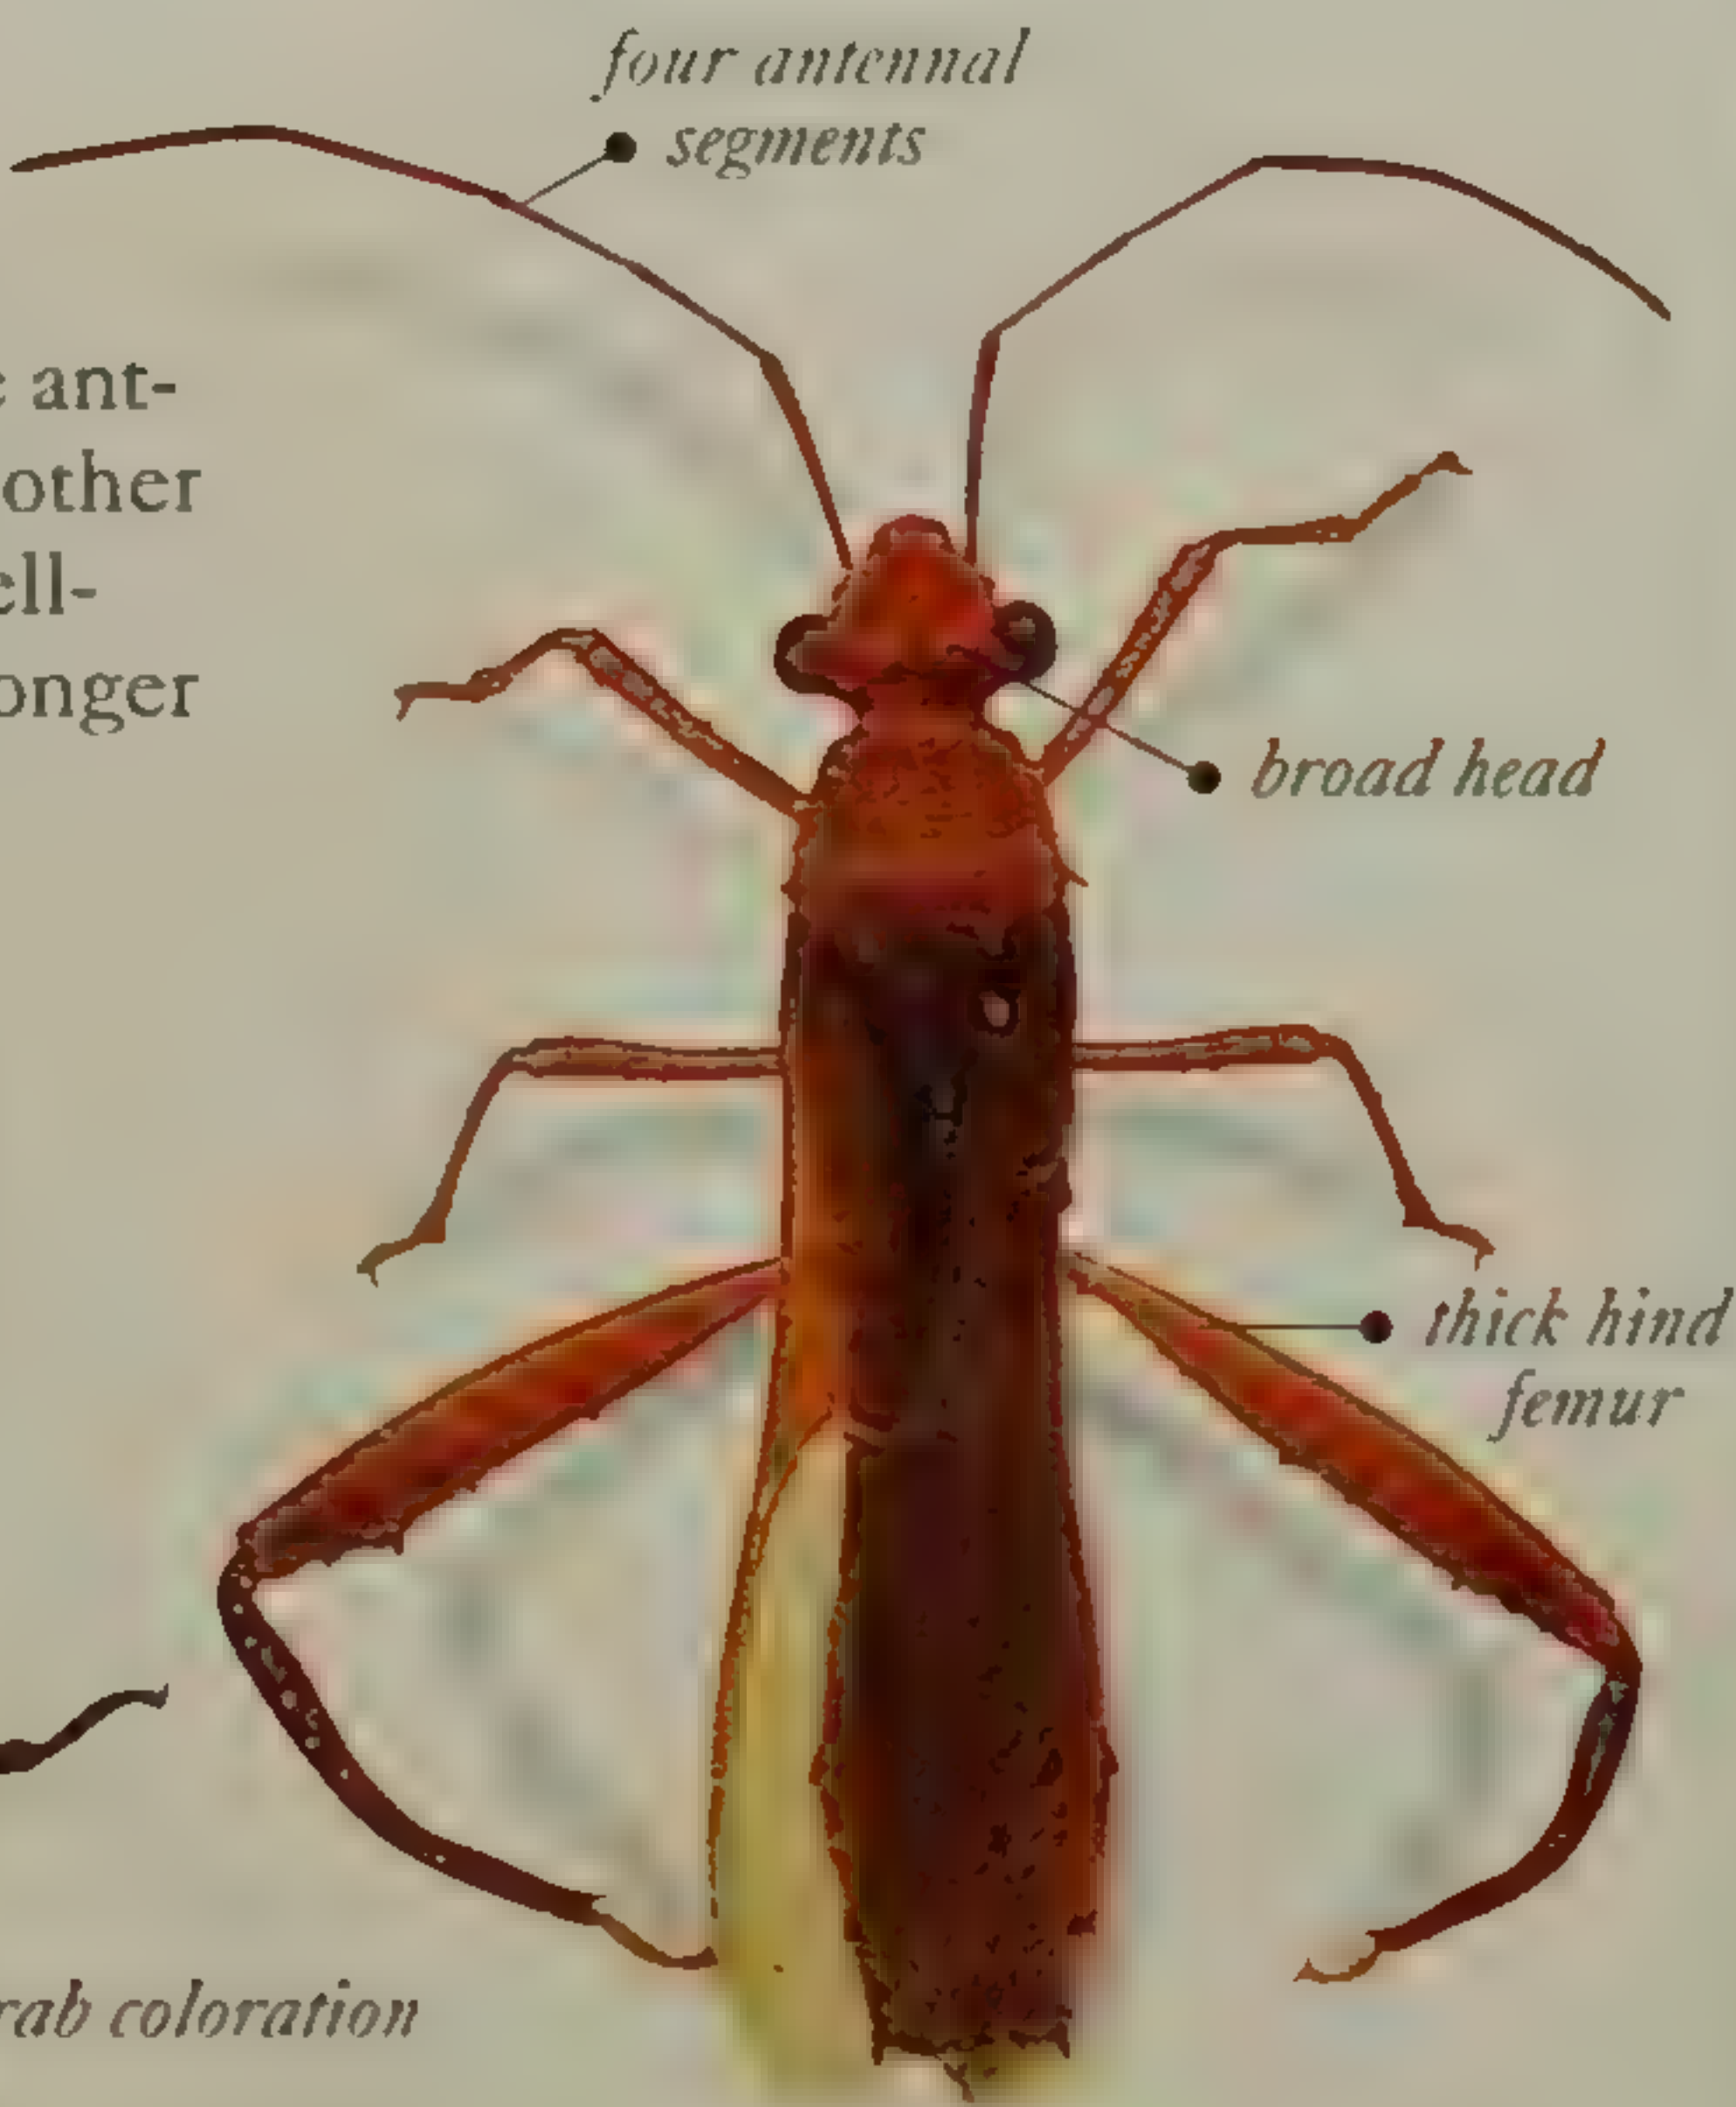 four antennal
segments
ant-
other
ell-
onger
broad head
thick hind
femur
rab coloration